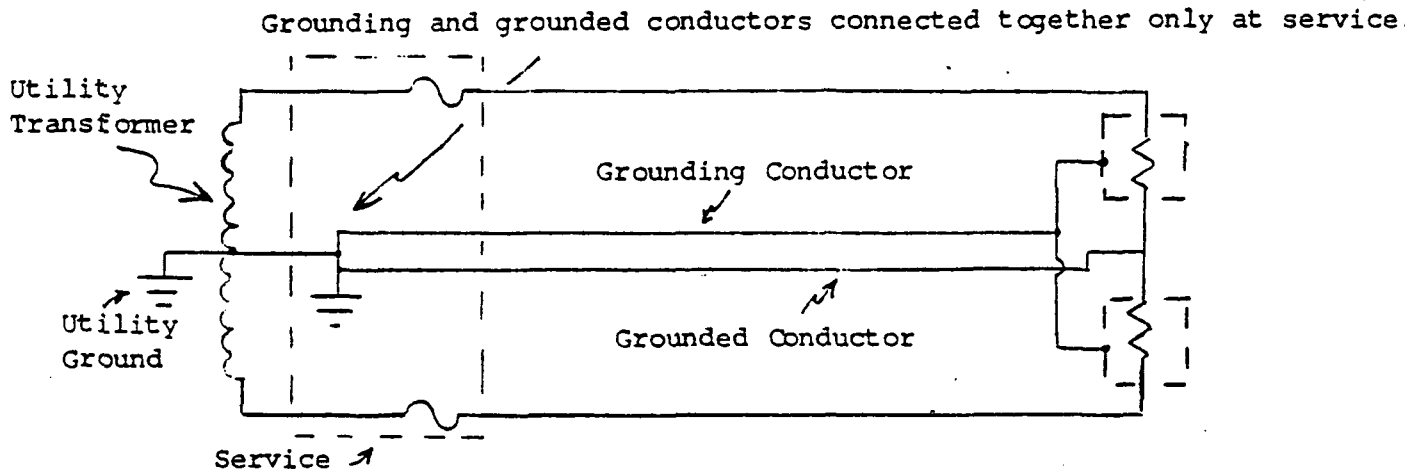 Grounding and grounded conductors connected together only at service.
Utility
Transformer
Grounding Conductor
Utility
Ground
Grounded Conductor
Service